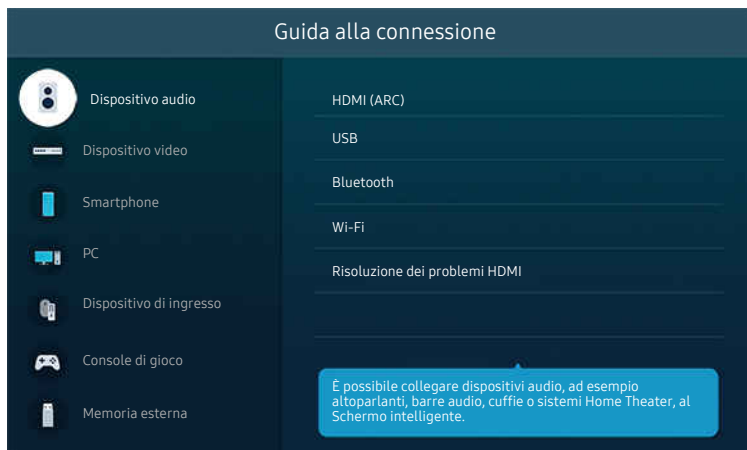 Guida alla connessione
Dispositivo audio
Dispositivo video
Smartphone
PC
Dispositivo di ingresso
Console di gioco
Memoria esterna
HDMI (ARC)
USB
Bluetooth
Wi-Fi
Risoluzione dei problemi HDMI
È possibile collegare dispositivi audio, ad esempio
altoparlanti, barre audio, cuffie o sistemi Home Theater, al
Schermo intelligente.